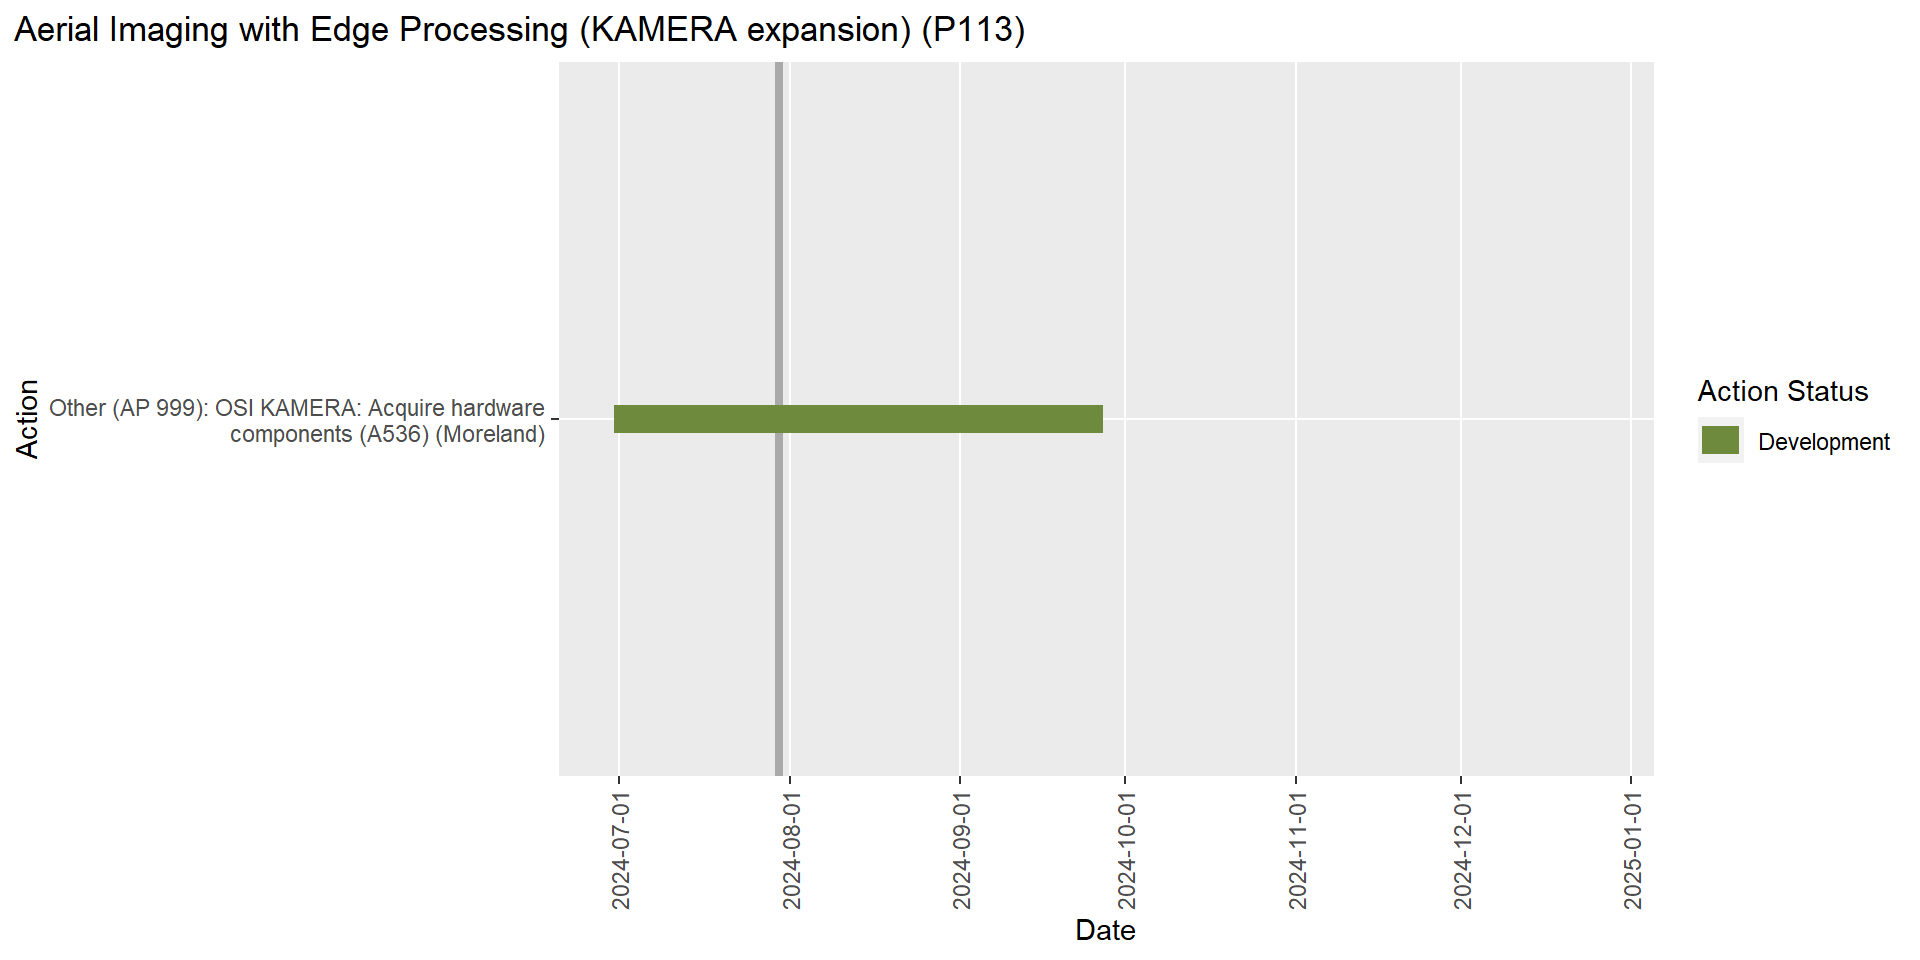 Aerial Imaging with Edge Processing (KAMERA expansion) (P113)
Action
Other (AP 999): OSI KAMERA: Acquire hardware
components (A536) (Moreland)
2024-07-01
2024-08-01
2024-09-01
2024-10-01
2024-11-01
2024-12-01
2025-01-01
Date
Action Status
Development